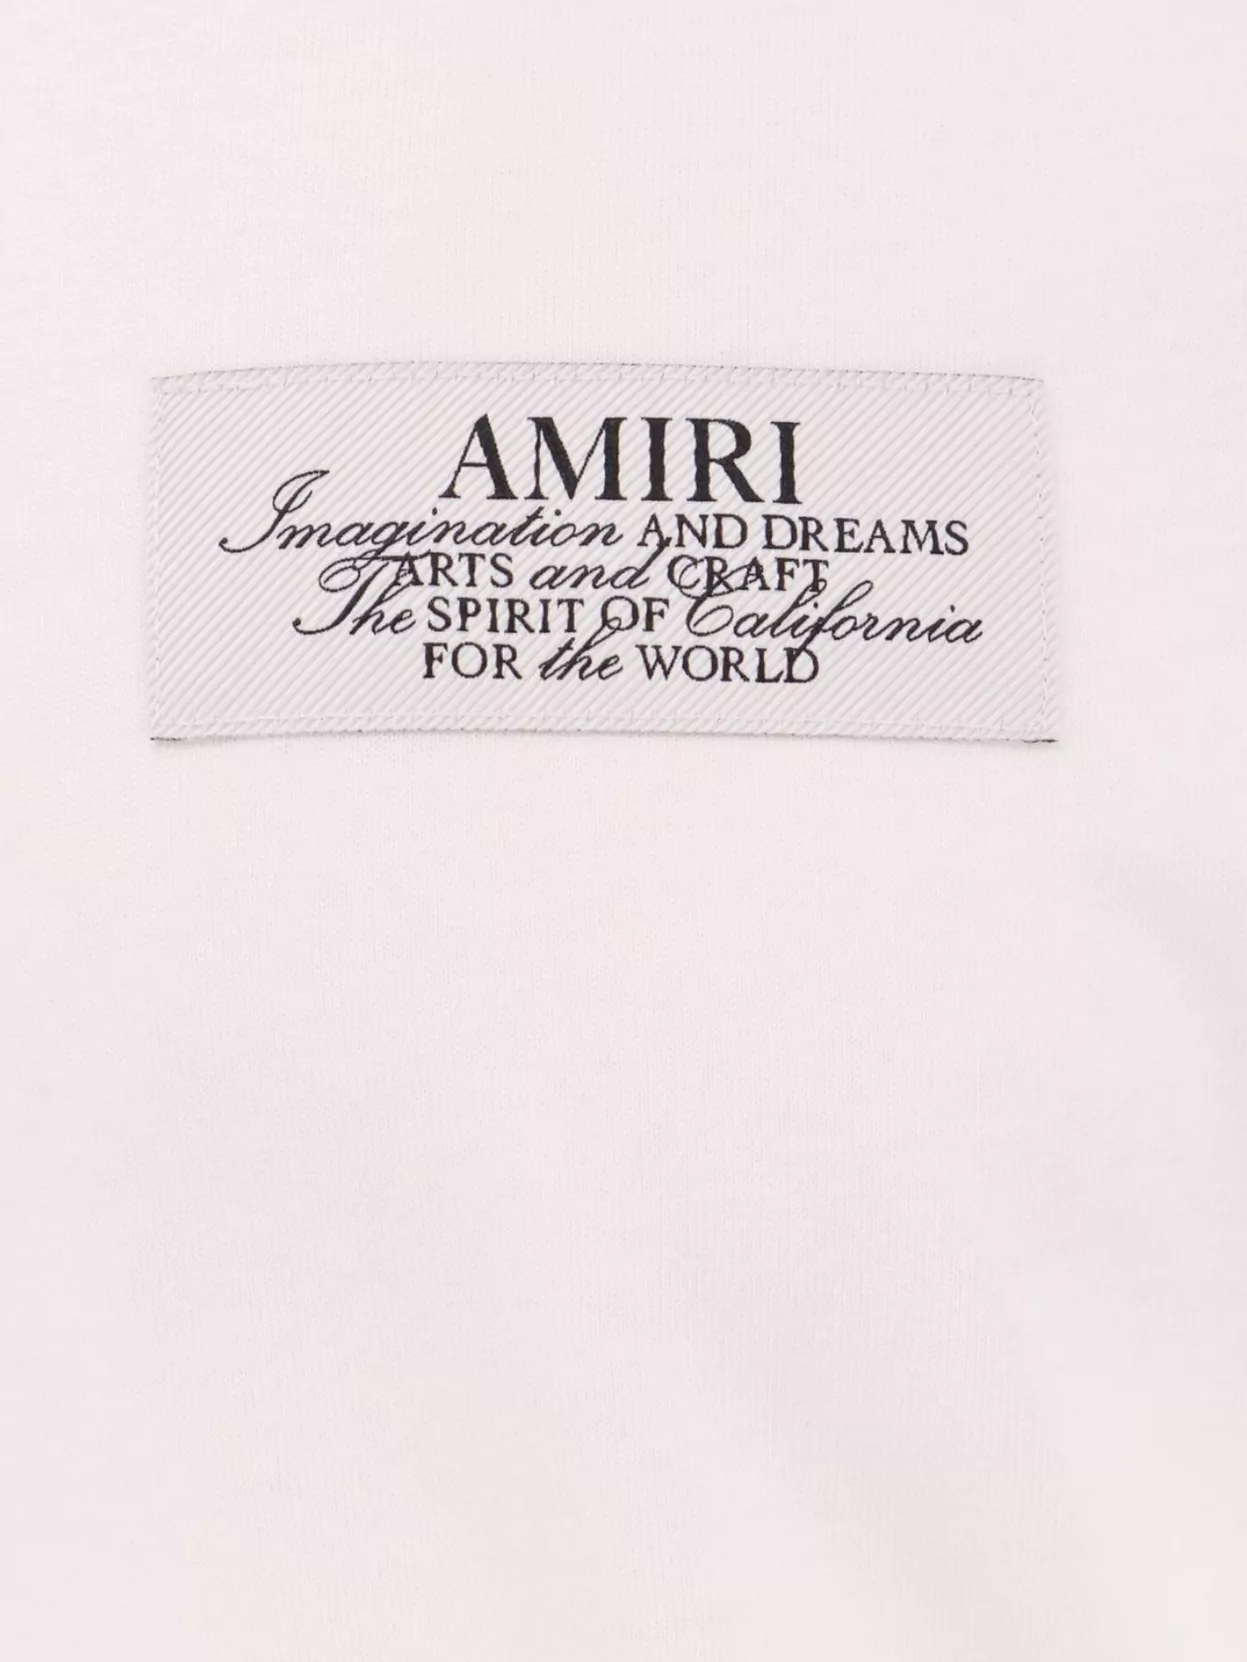 AMIRI
Imagination AND DREAMS
ARTS and CRAFT
The SPIRIT OF California
FOR the WORLD